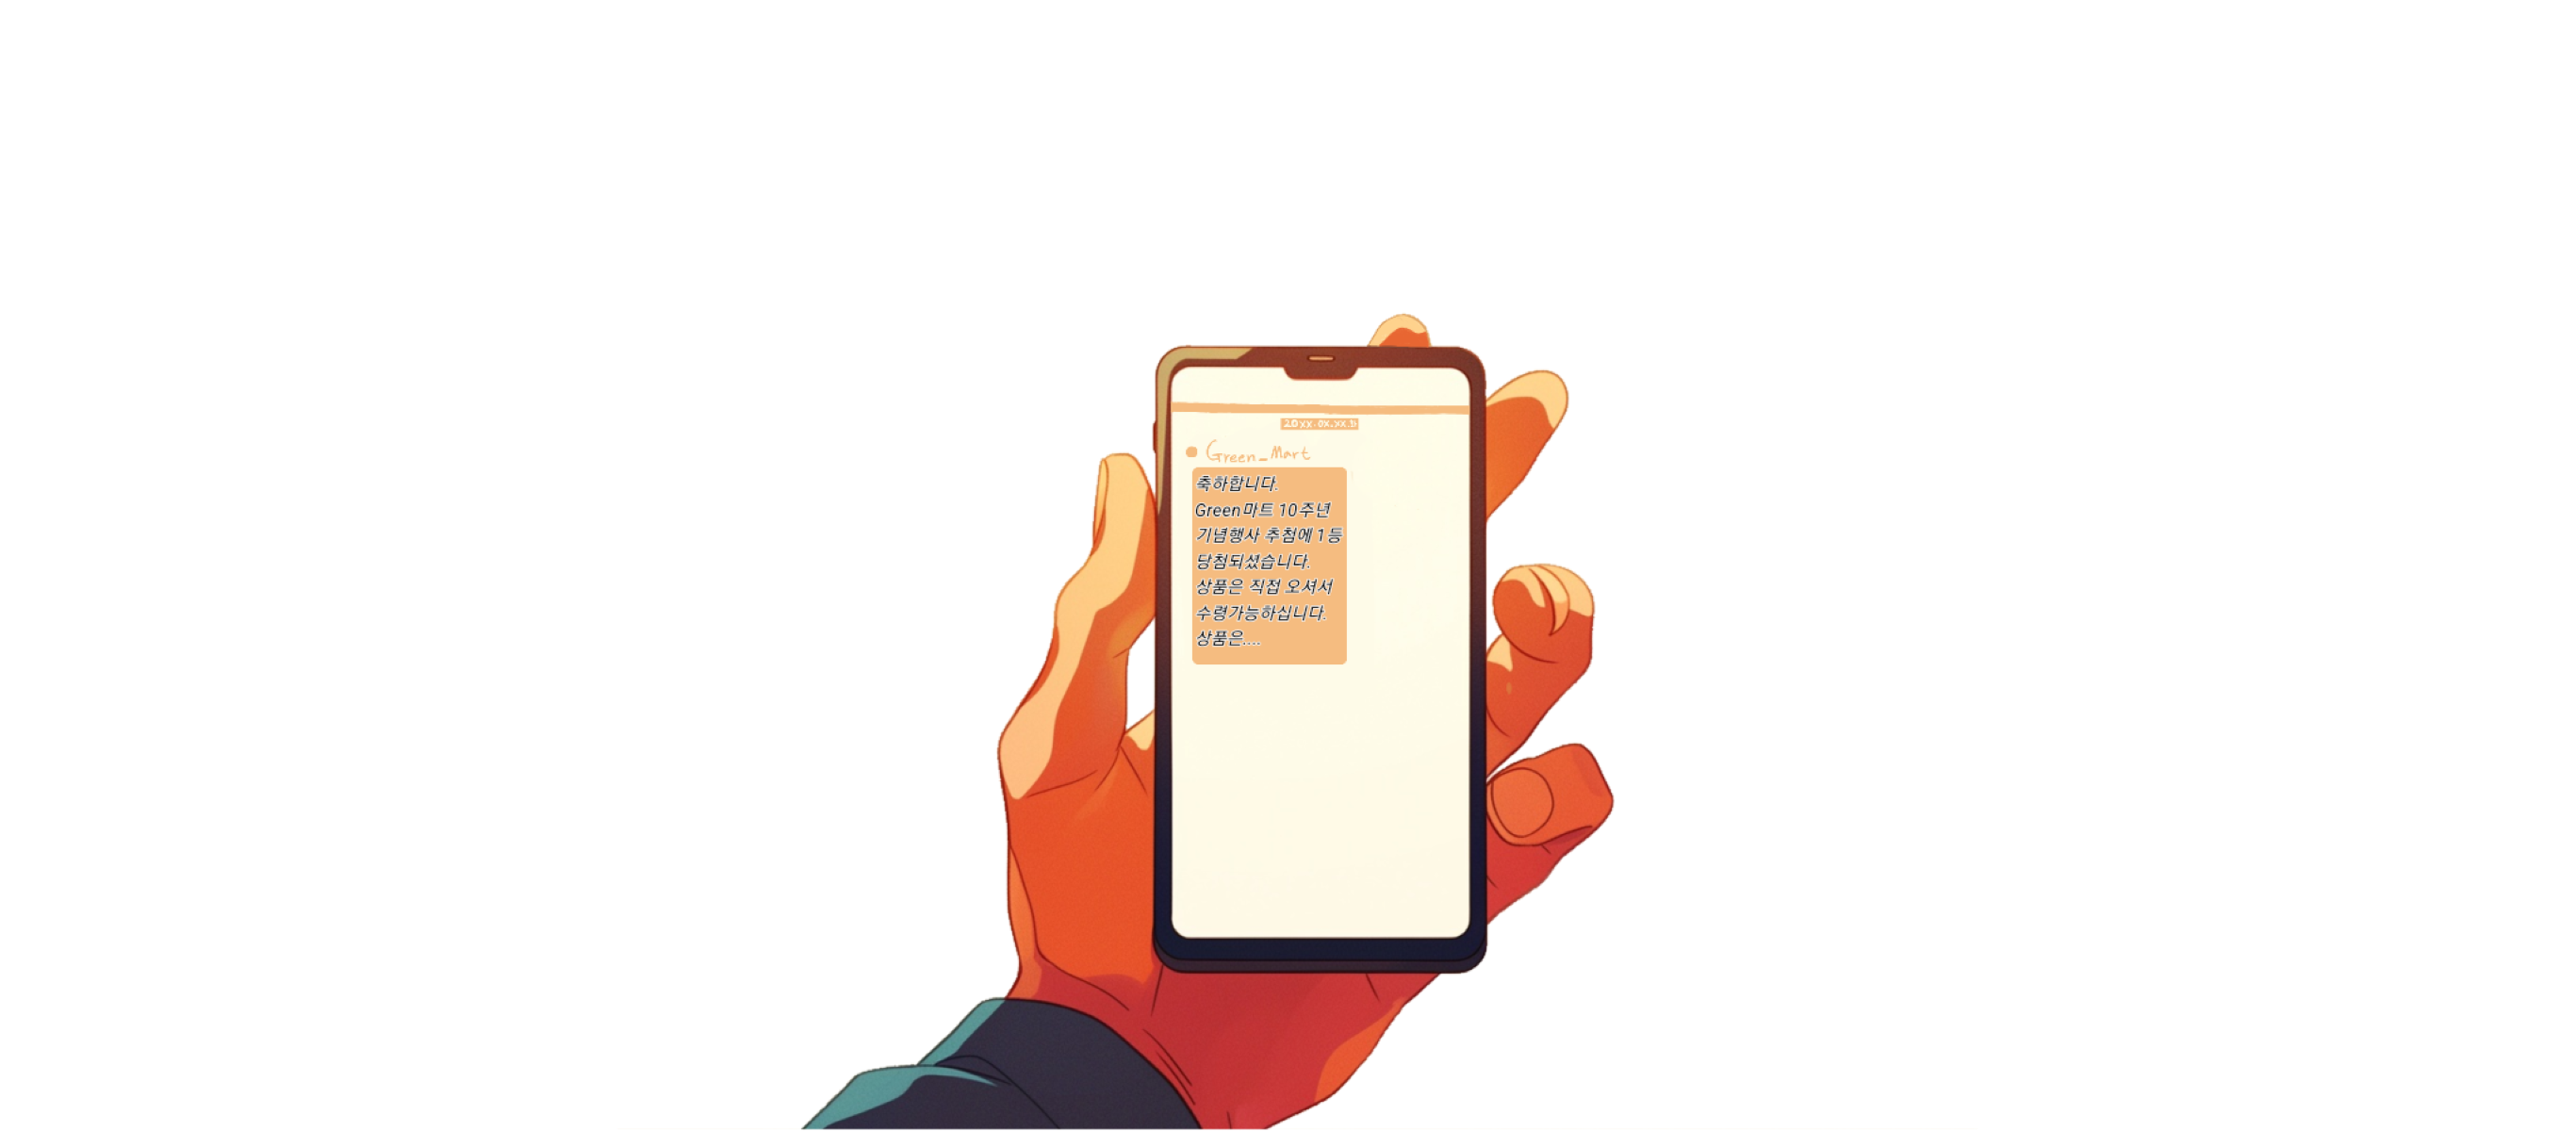 20XX.0X.XX.
Green_Mart
축하합니다.
Green마트 10주년
기념행사 추첨에 1등
당첨되셨습니다.
상품은 직접 오셔서
수령가능하십니다.
상품은....